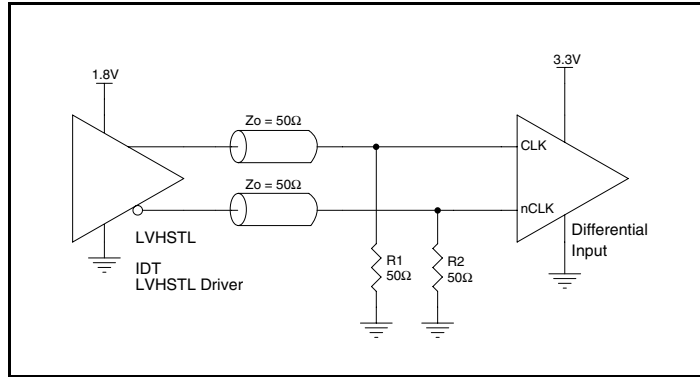 1.8V
3.3V
Zo = 50Ω
CLK
Zo = 50Ω
nCLK
LVHSTL
IDT
LVHSTL Driver
Differential
Input
R1
50Ω
R2
50Ω